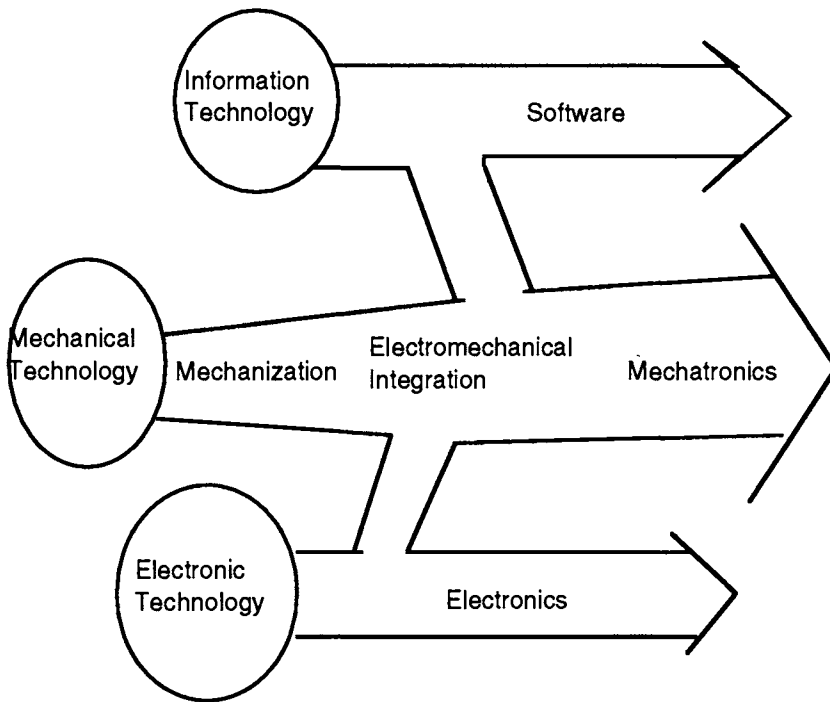 Information
Technology
Software
Mechanical
Technology
Mechanization
Electromechanical
Integration
Mechatronics
Electronic
Technology
Electronics